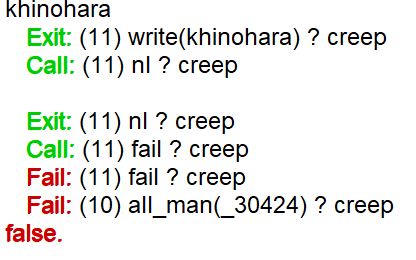 khinohara
Exit: (11) write(khinohara) ? creep
Call: (11) nl ? creep
Exit: (11) nl ? creep
Call: (11) fail ? creep
Fail: (11) fail ? creep
Fail: (10) all_man(_30424) ? creep
false.